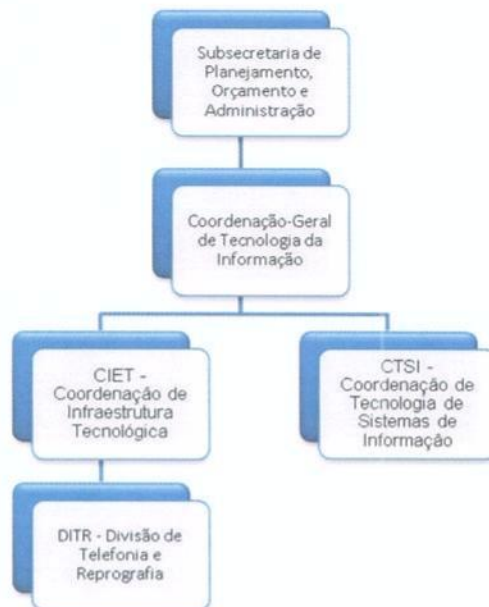 Subsecretaria de
Planejamento,
Orçamento e
Administração
Coordenação-Geral
de Tecnologia da
Informação
CIET -
Coordenação de
Infraestrutura
Tecnológica
CTSI -
Coordenação de
Tecnologia de
Sistemas de
Informação
DITR - Divisão de
Telefonia e
Reprografia